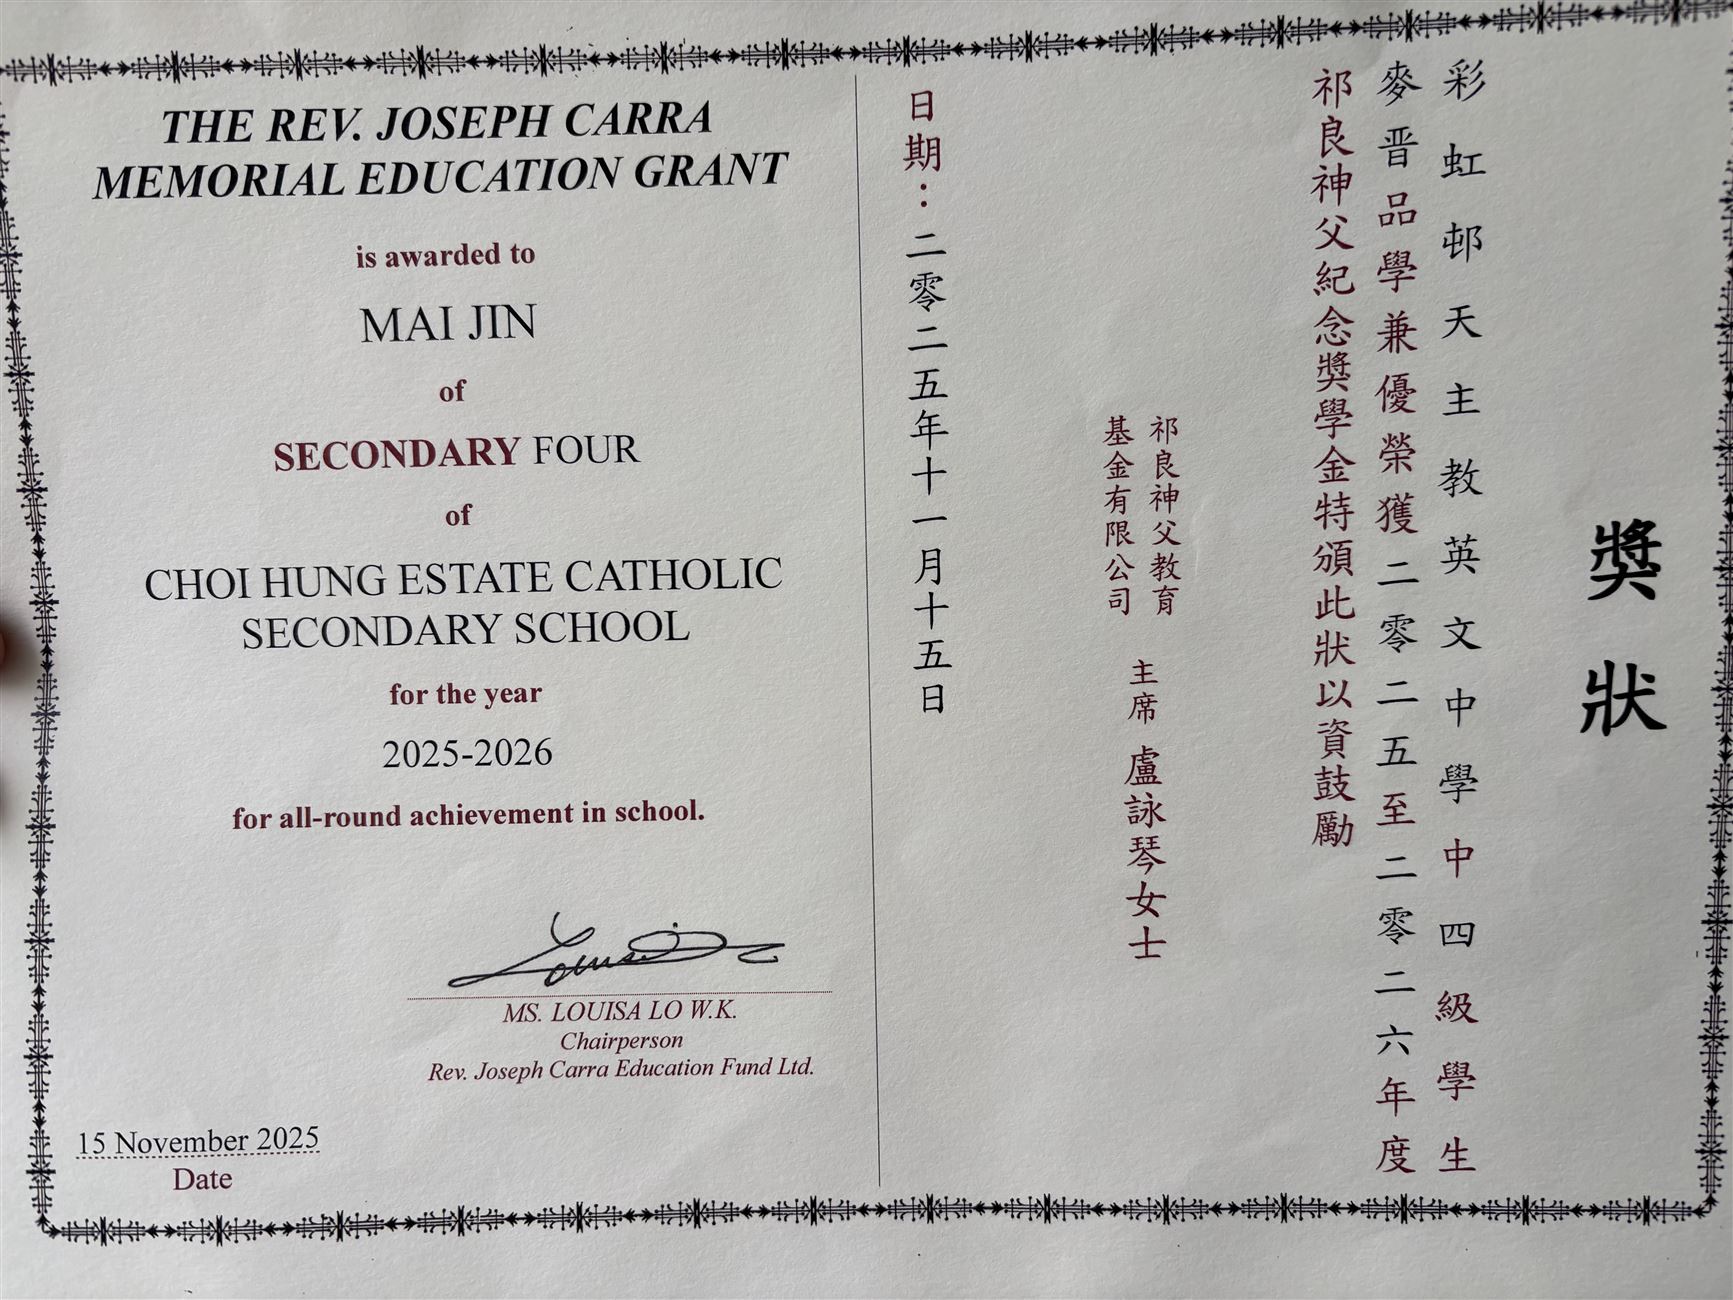 THE REV. JOSEPH CARRA
MEMORIAL EDUCATION GRANT
is awarded to
MAI JIN
of
SECONDARY FOUR
of
CHOI HUNG ESTATE CATHOLIC
SECONDARY SCHOOL
for the year
2025-2026
for all-round achievement in school.
Louisa Lo
MS. LOUISA LO W.K.
Chairperson
Rev. Joseph Carra Education Fund Ltd.
15 November 2025
Date
獎狀
彩虹邨天主教英文中學中四級學生
麥晋品學兼優榮獲二零二五至二零二六年度
祁良神父紀念獎學金特頒此狀以資鼓勵
祁良神父教育
基金有限公司
主席 盧詠琴女士
日期：二零二五年十一月十五日